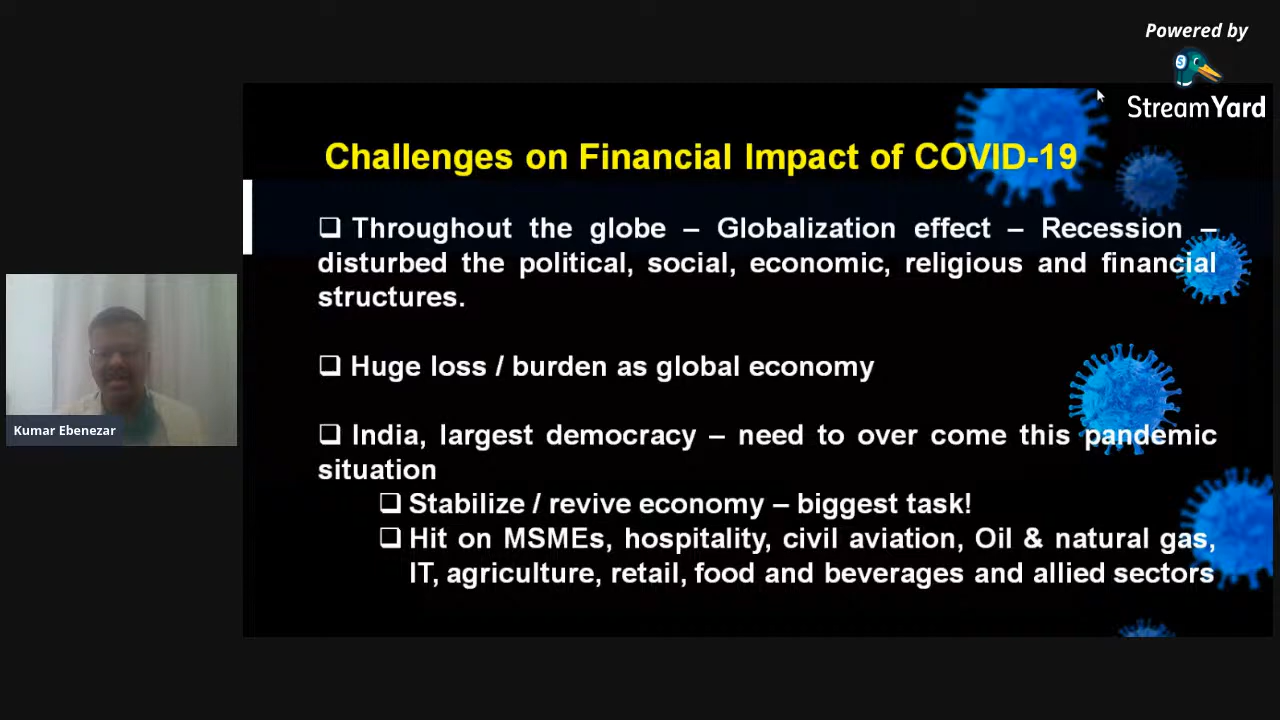 Powered by
StreamYard
Challenges on Financial Impact of COVID-19
❑ Throughout the globe – Globalization effect – Recession –
disturbed the political, social, economic, religious and financial
structures.
❑ Huge loss / burden as global economy
❑ India, largest democracy – need to over come this pandemic
situation
❑ Stabilize / revive economy – biggest task!
❑ Hit on MSMEs, hospitality, civil aviation, Oil & natural gas,
IT, agriculture, retail, food and beverages and allied sectors
Kumar Ebenezar